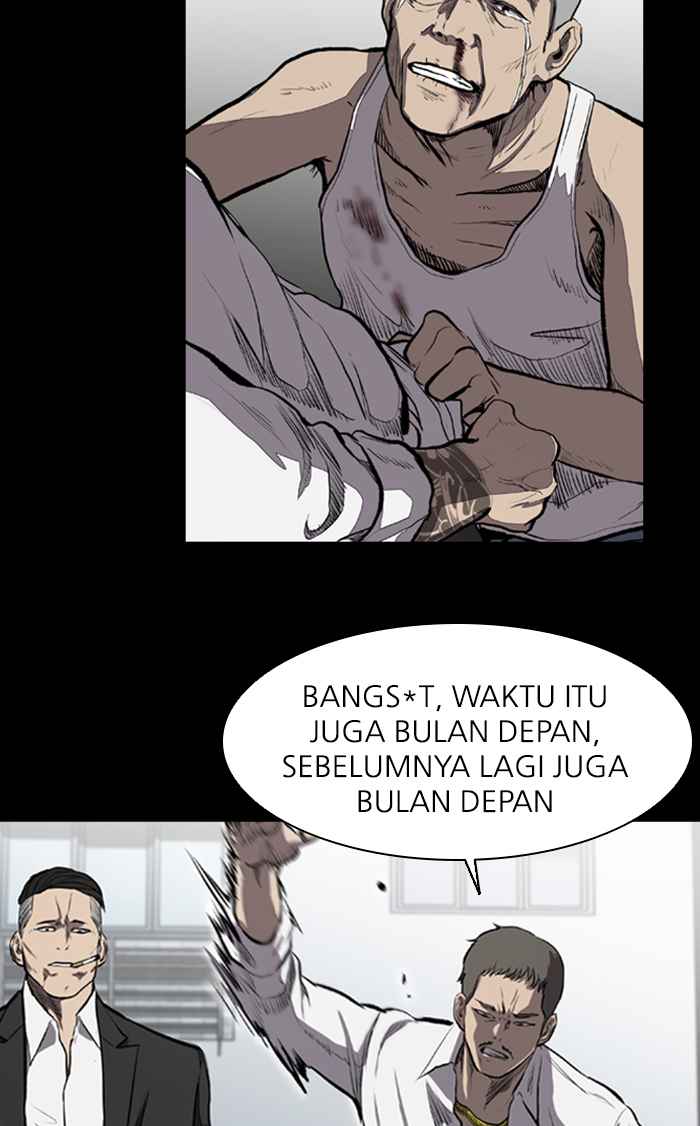 BANGS*T, WAKTU ITU
JUGA BULAN DEPAN,
SEBELUMNYA LAGI JUGA
BULAN DEPAN